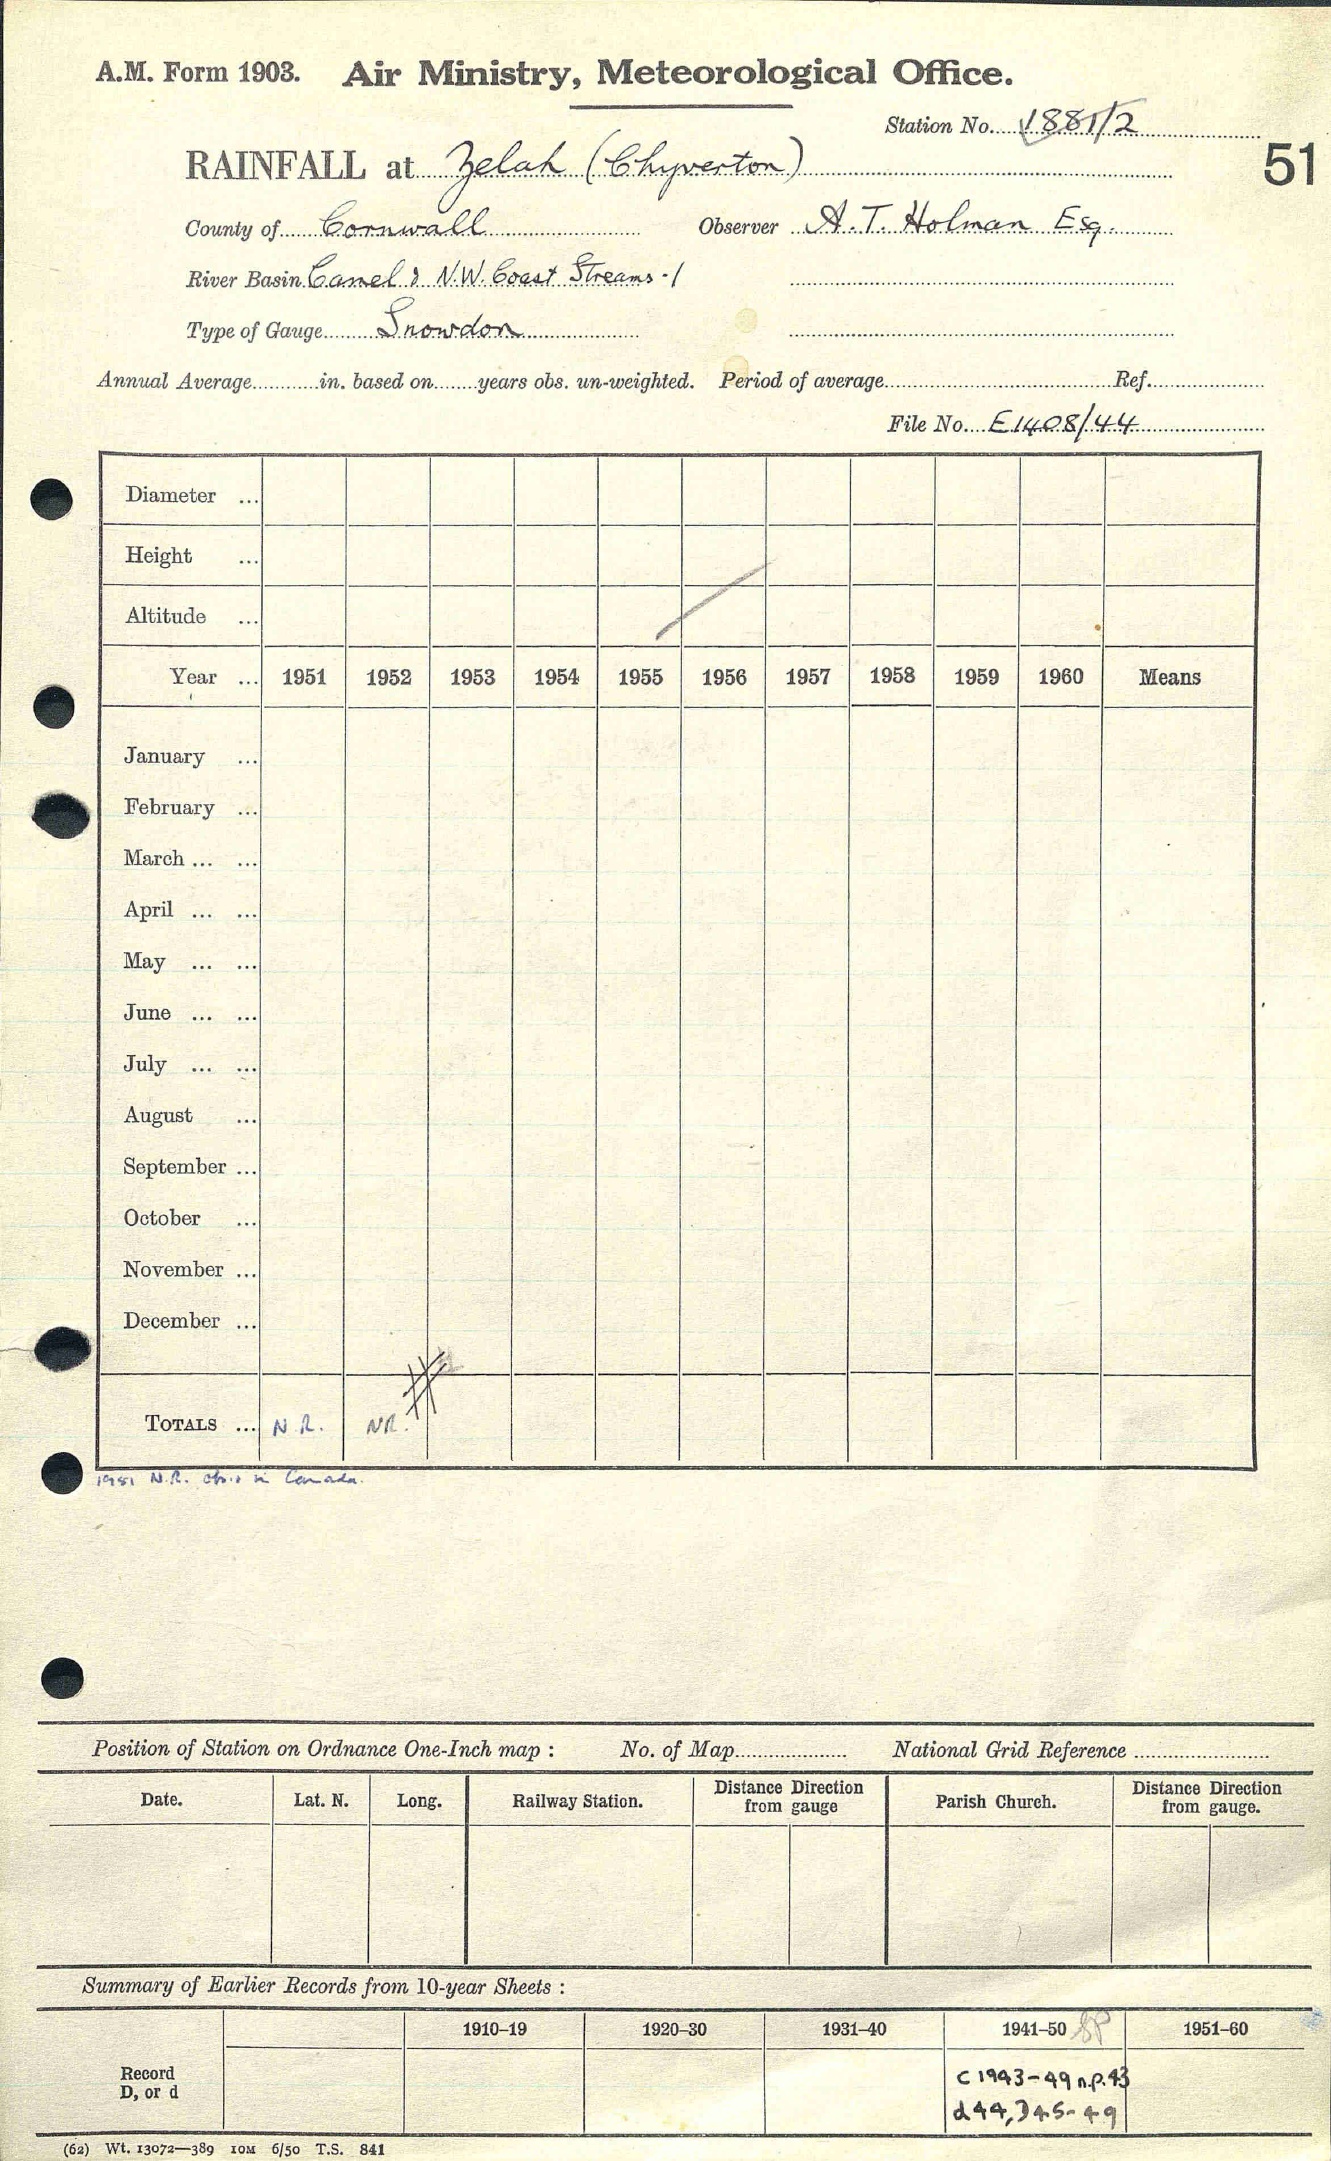 A.M. Form 1903. Air Ministry, Meteorological Office.
Station No. 1881/2
RAINFALL at Zelah (Chyverton)
51
County of Cornwall Observer A.T. Holman Esq.
River Basin Camel & N.W. Coast Streams - 1
Type of Gauge Snowdon
Annual Average in. based on years obs. un-weighted. Period of average Ref.
File No. E1408/44
Diameter ...
Height ...
Altitude ...
Year ... 1951 1952 1953 1954 1955 1956 1957 1958 1959 1960 Means
January ...
February ...
March ... ...
April ... ...
May ... ...
June ... ...
July ... ...
August ...
September ...
October ...
November ...
December ...
TOTALS ... N.R. NR.
1951 N.R. obs. in Canada.
Position of Station on Ordnance One-Inch map : No. of Map National Grid Reference
Date. Lat. N. Long. Railway Station. Distance Direction from gauge Parish Church. Distance Direction from gauge.
Summary of Earlier Records from 10-year Sheets :
1910–19 1920–30 1931–40 1941–50 SP 1951–60
Record
D, or d
C 1943-49 n.p. 43
d 44, D 45-49
(62) Wt. 13072—389 10M 6/50 T.S. 841